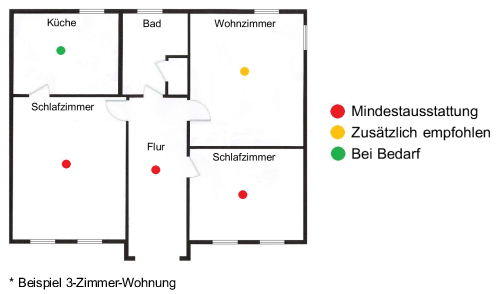 Küche
Bad
Wohnzimmer
Schlafzimmer
Flur
Schlafzimmer
Mindestausstattung
Zusätzlich empfohlen
Bei Bedarf
* Beispiel 3-Zimmer-Wohnung